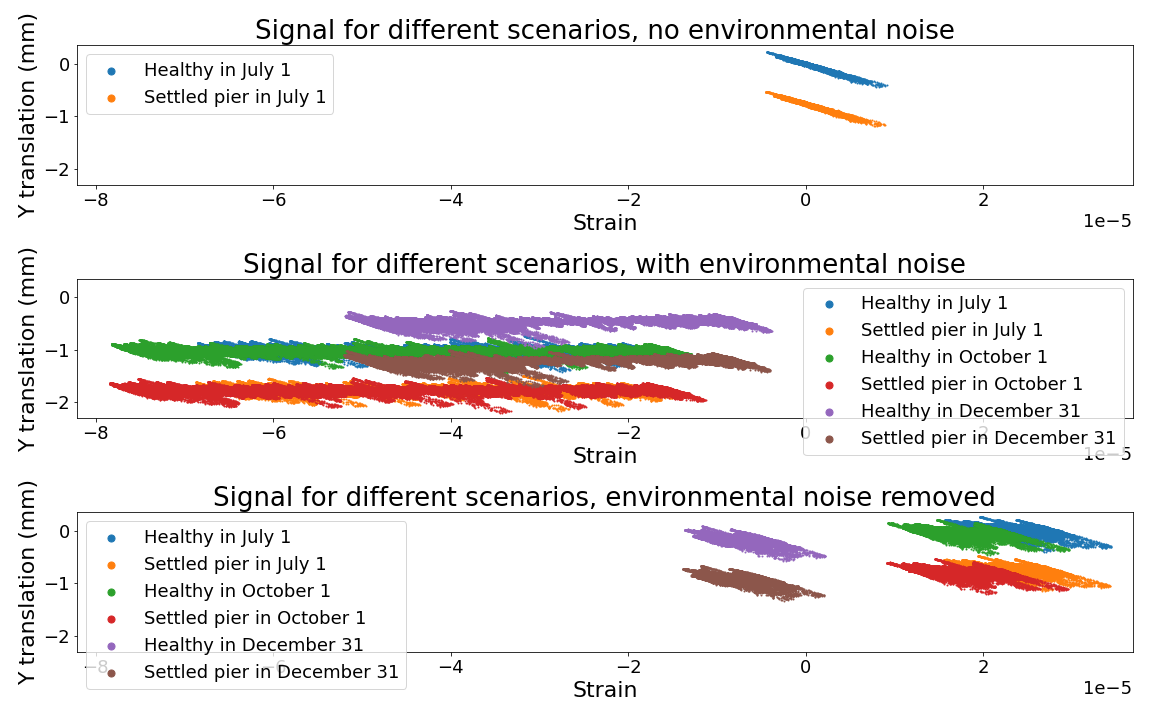 Signal for different scenarios, no environmental noise
Y translation (mm)
0
−1
−2
Healthy in July 1
Settled pier in July 1
−8 −6 −4 −2 0 2
Strain
1e−5
Signal for different scenarios, with environmental noise
Y translation (mm)
0
−1
−2
Healthy in July 1
Settled pier in July 1
Healthy in October 1
Settled pier in October 1
Healthy in December 31
Settled pier in December 31
−8 −6 −4 −2 0 2
Strain
1e−5
Signal for different scenarios, environmental noise removed
Y translation (mm)
0
−1
−2
Healthy in July 1
Settled pier in July 1
Healthy in October 1
Settled pier in October 1
Healthy in December 31
Settled pier in December 31
−8 −6 −4 −2 0 2
Strain
1e−5